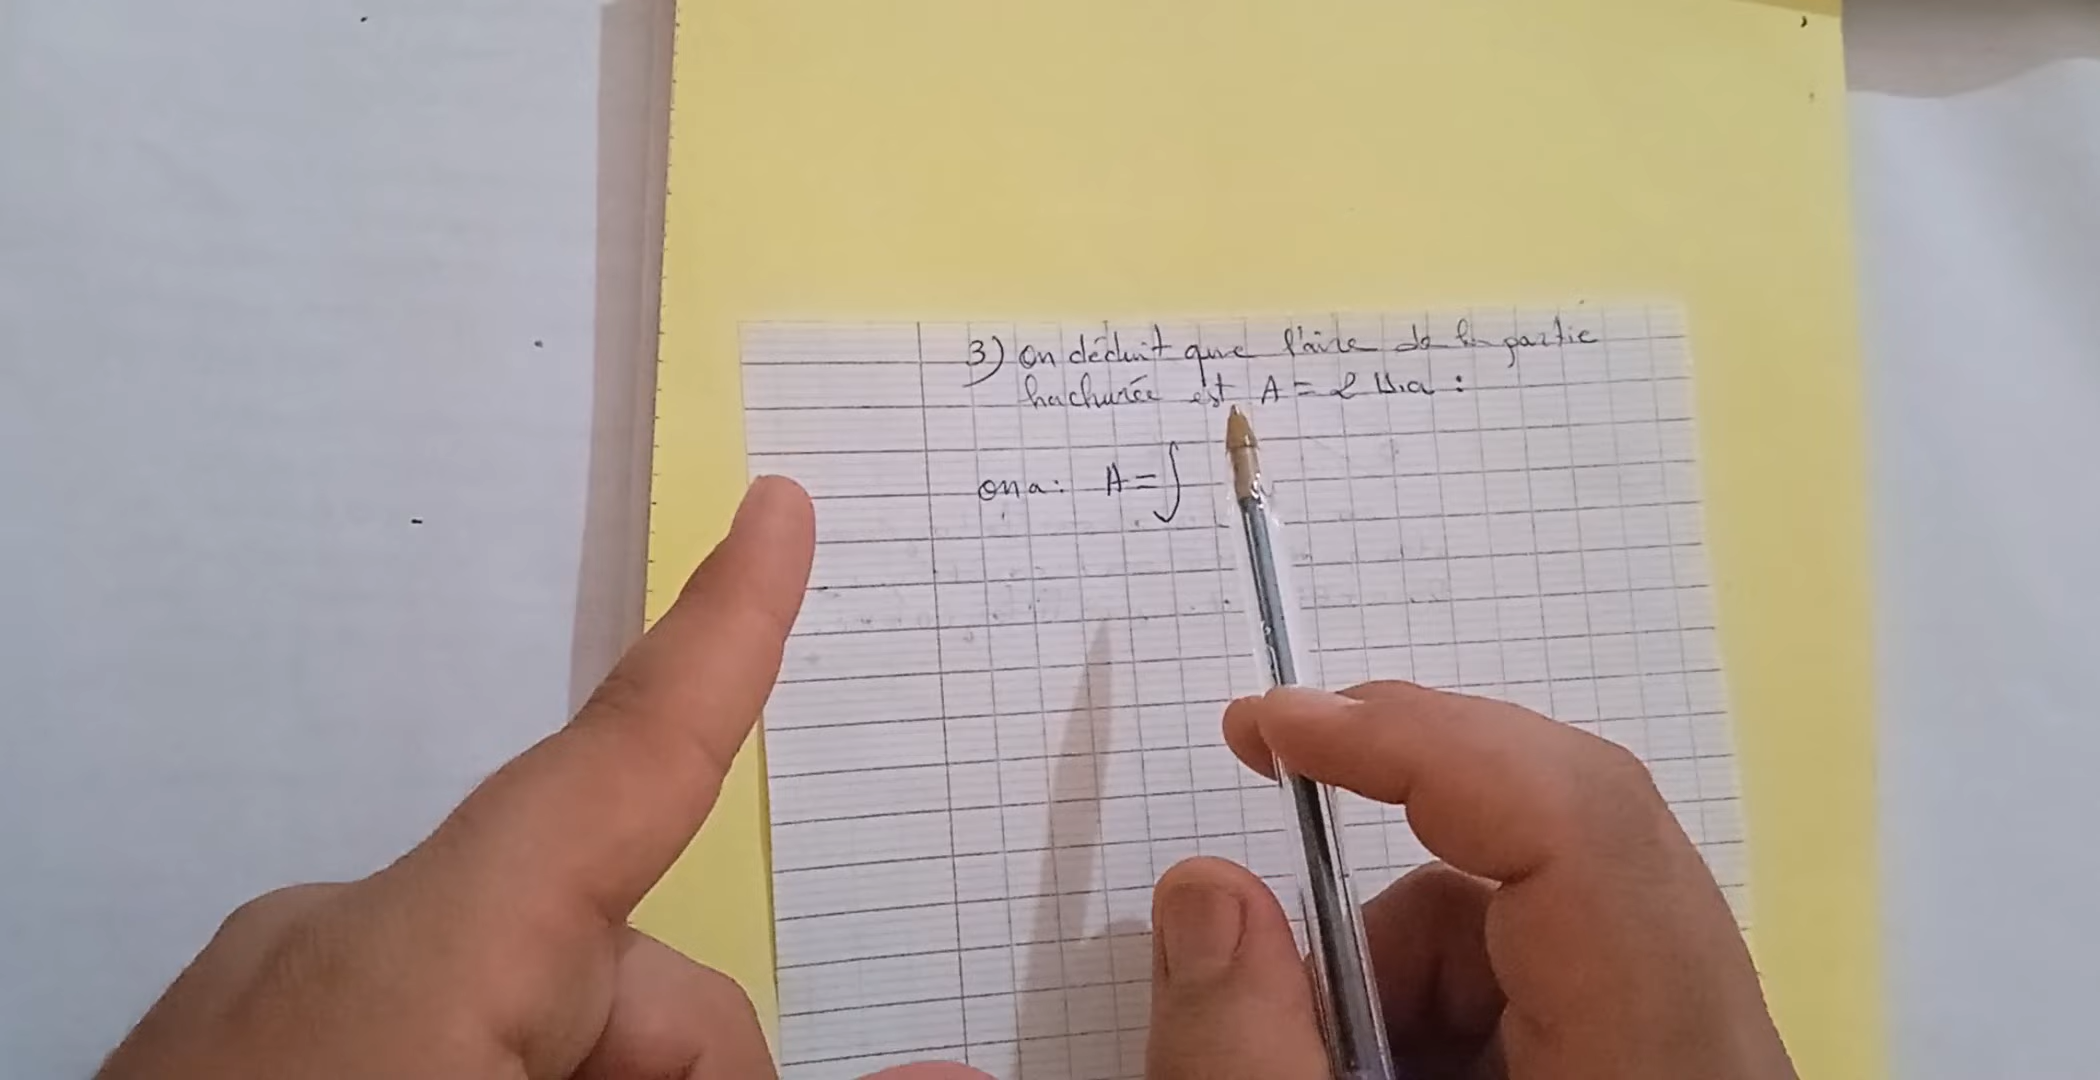 3) on déduit que l'aire de la partie
hachurée est A = 2 u.a :
on a : A = ∫